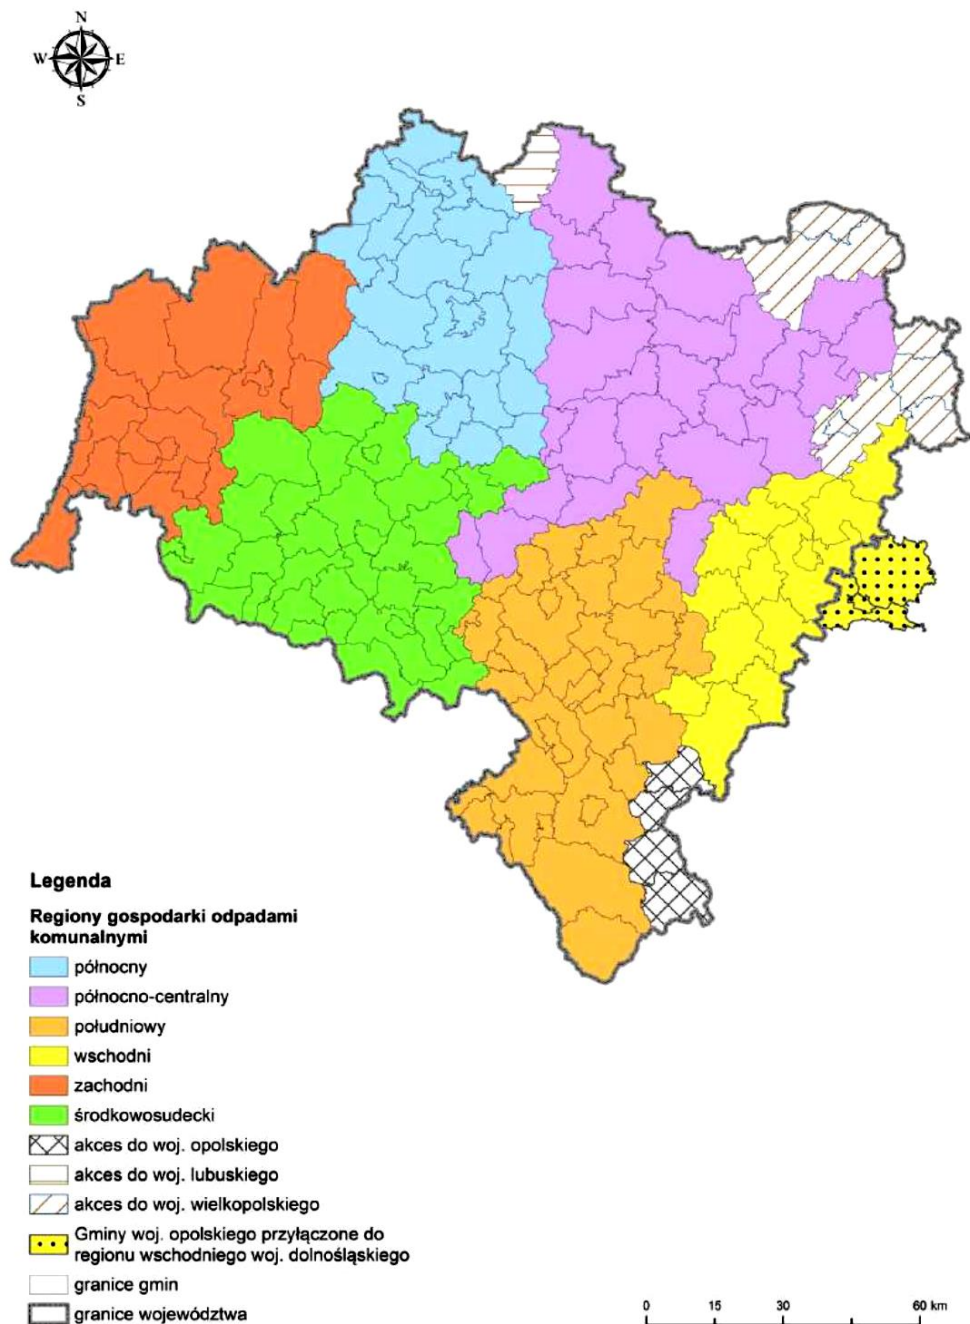 N
W E
S
Legenda
Regiony gospodarki odpadami
komunalnymi
północny
północno-centralny
południowy
wschodni
zachodni
środkowosudecki
akces do woj. opolskiego
akces do woj. lubuskiego
akces do woj. wielkopolskiego
Gminy woj. opolskiego przyłączone do
regionu wschodniego woj. dolnośląskiego
granice gmin
granice województwa
0 15 30 60 km